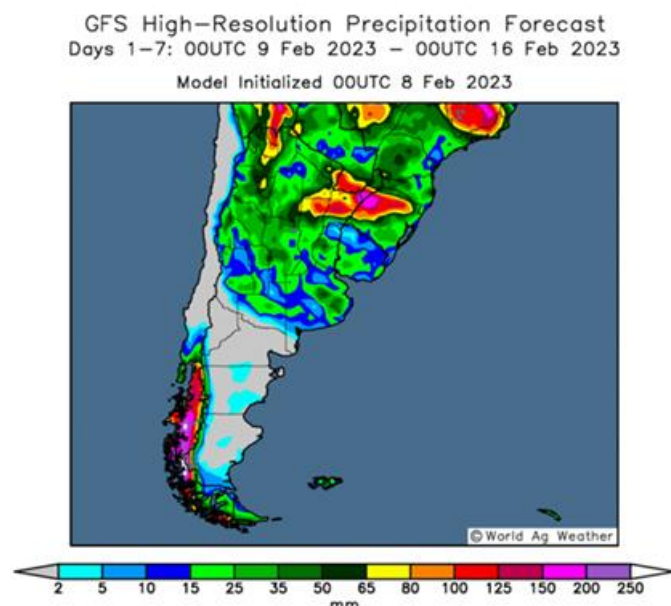 GFS High-Resolution Precipitation Forecast
Days 1-7: 00UTC 9 Feb 2023 - 00UTC 16 Feb 2023
Model Initialized 00UTC 8 Feb 2023
©World Ag Weather
2 5 10 15 25 35 50 65 80 100 125 150 200 250
mm